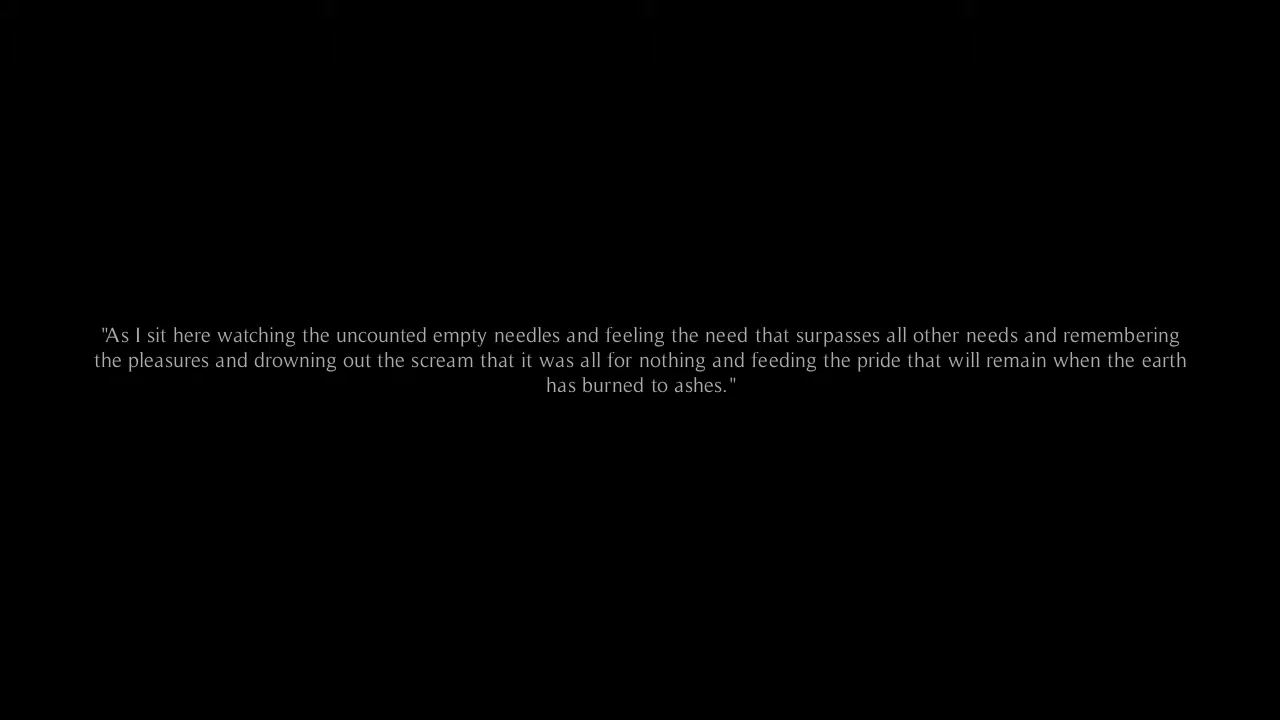 "As I sit here watching the uncounted empty needles and feeling the need that surpasses all other needs and remembering
the pleasures and drowning out the scream that it was all for nothing and feeding the pride that will remain when the earth
has burned to ashes."